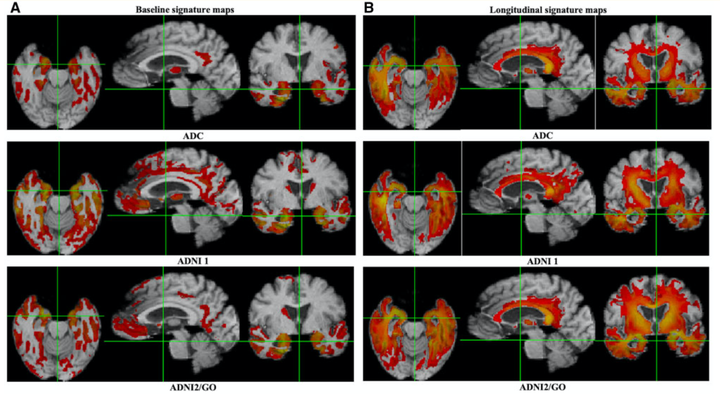 A
Baseline signature maps
B
Longitudinal signature maps
ADC
ADC
ADNI 1
ADNI 1
ADNI2/GO
ADNI2/GO